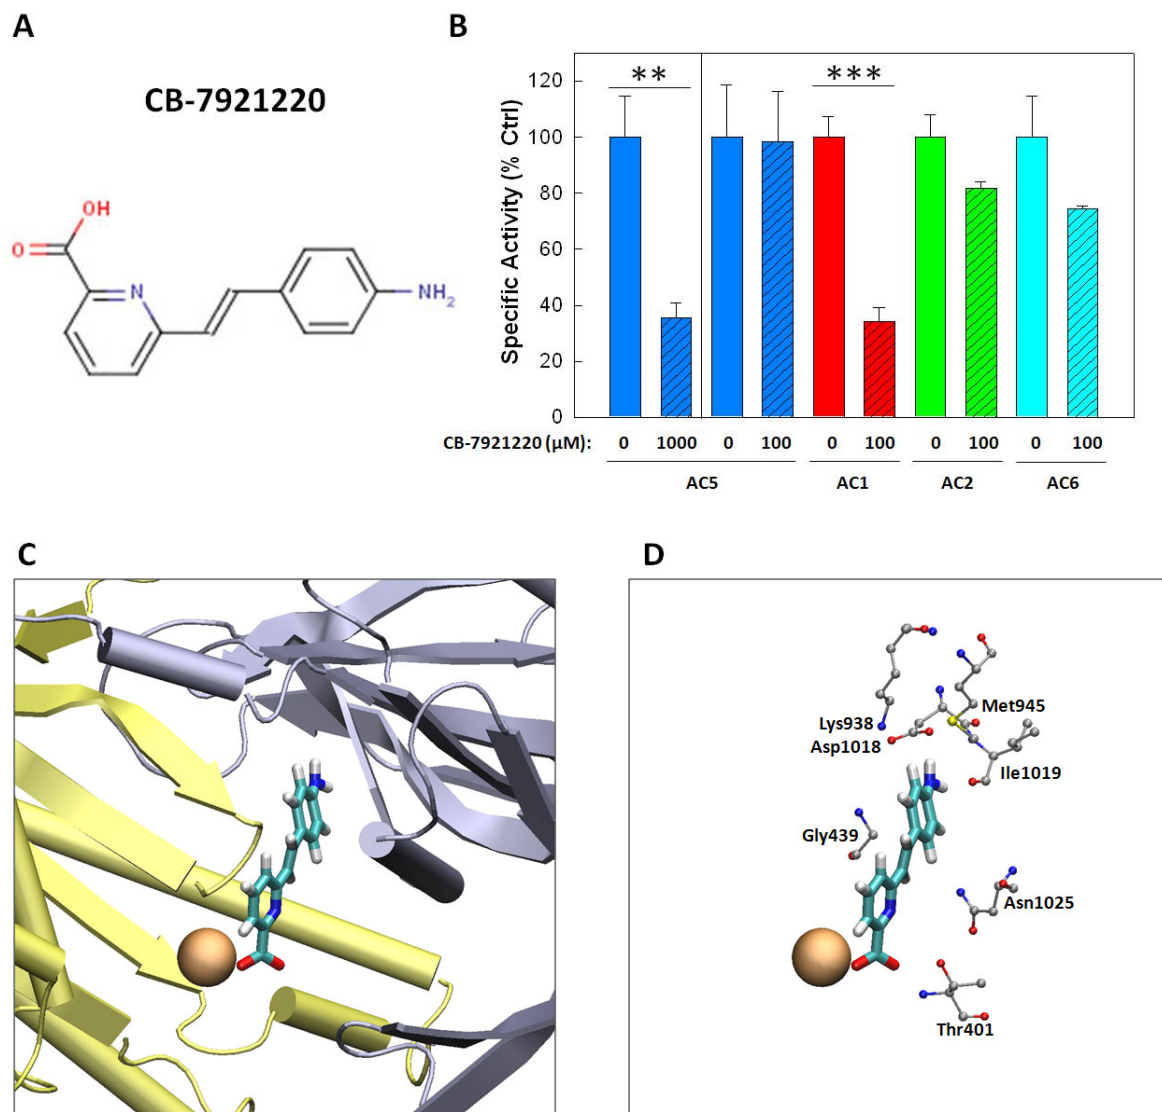 A
CB-7921220
OH
O
N
NH2
B
Specific Activity (% Ctrl)
120
100
80
60
40
20
0
**
***
CB-7921220 (µM): 0 1000 0 100 0 100 0 100 0 100
AC5 AC1 AC2 AC6
C
D
Lys938
Met945
Asp1018
Ile1019
Gly439
Asn1025
Thr401